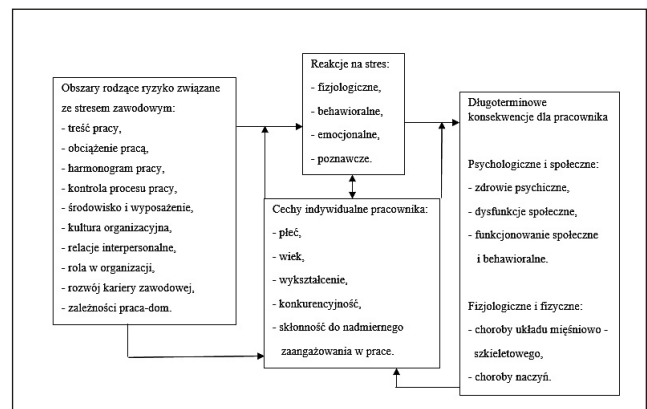 Obszary rodzące ryzyko związane
ze stresem zawodowym:
- treść pracy,
- obciążenie pracą,
- harmonogram pracy,
- kontrola procesu pracy,
- środowisko i wyposażenie,
- kultura organizacyjna,
- relacje interpersonalne,
- rola w organizacji,
- rozwój kariery zawodowej,
- zależności praca-dom.
Reakcje na stres:
- fizjologiczne,
- behawioralne,
- emocjonalne,
- poznawcze.
Cechy indywidualne pracownika:
- płeć,
- wiek,
- wykształcenie,
- konkurencyjność,
- skłonność do nadmiernego
zaangażowania w prace.
Długoterminowe
konsekwencje dla pracownika
Psychologiczne i społeczne:
- zdrowie psychiczne,
- dysfunkcje społeczne,
- funkcjonowanie społeczne
i behawioralne.
Fizjologiczne i fizyczne:
- choroby układu mięśniowo -
szkieletowego,
- choroby naczyń.